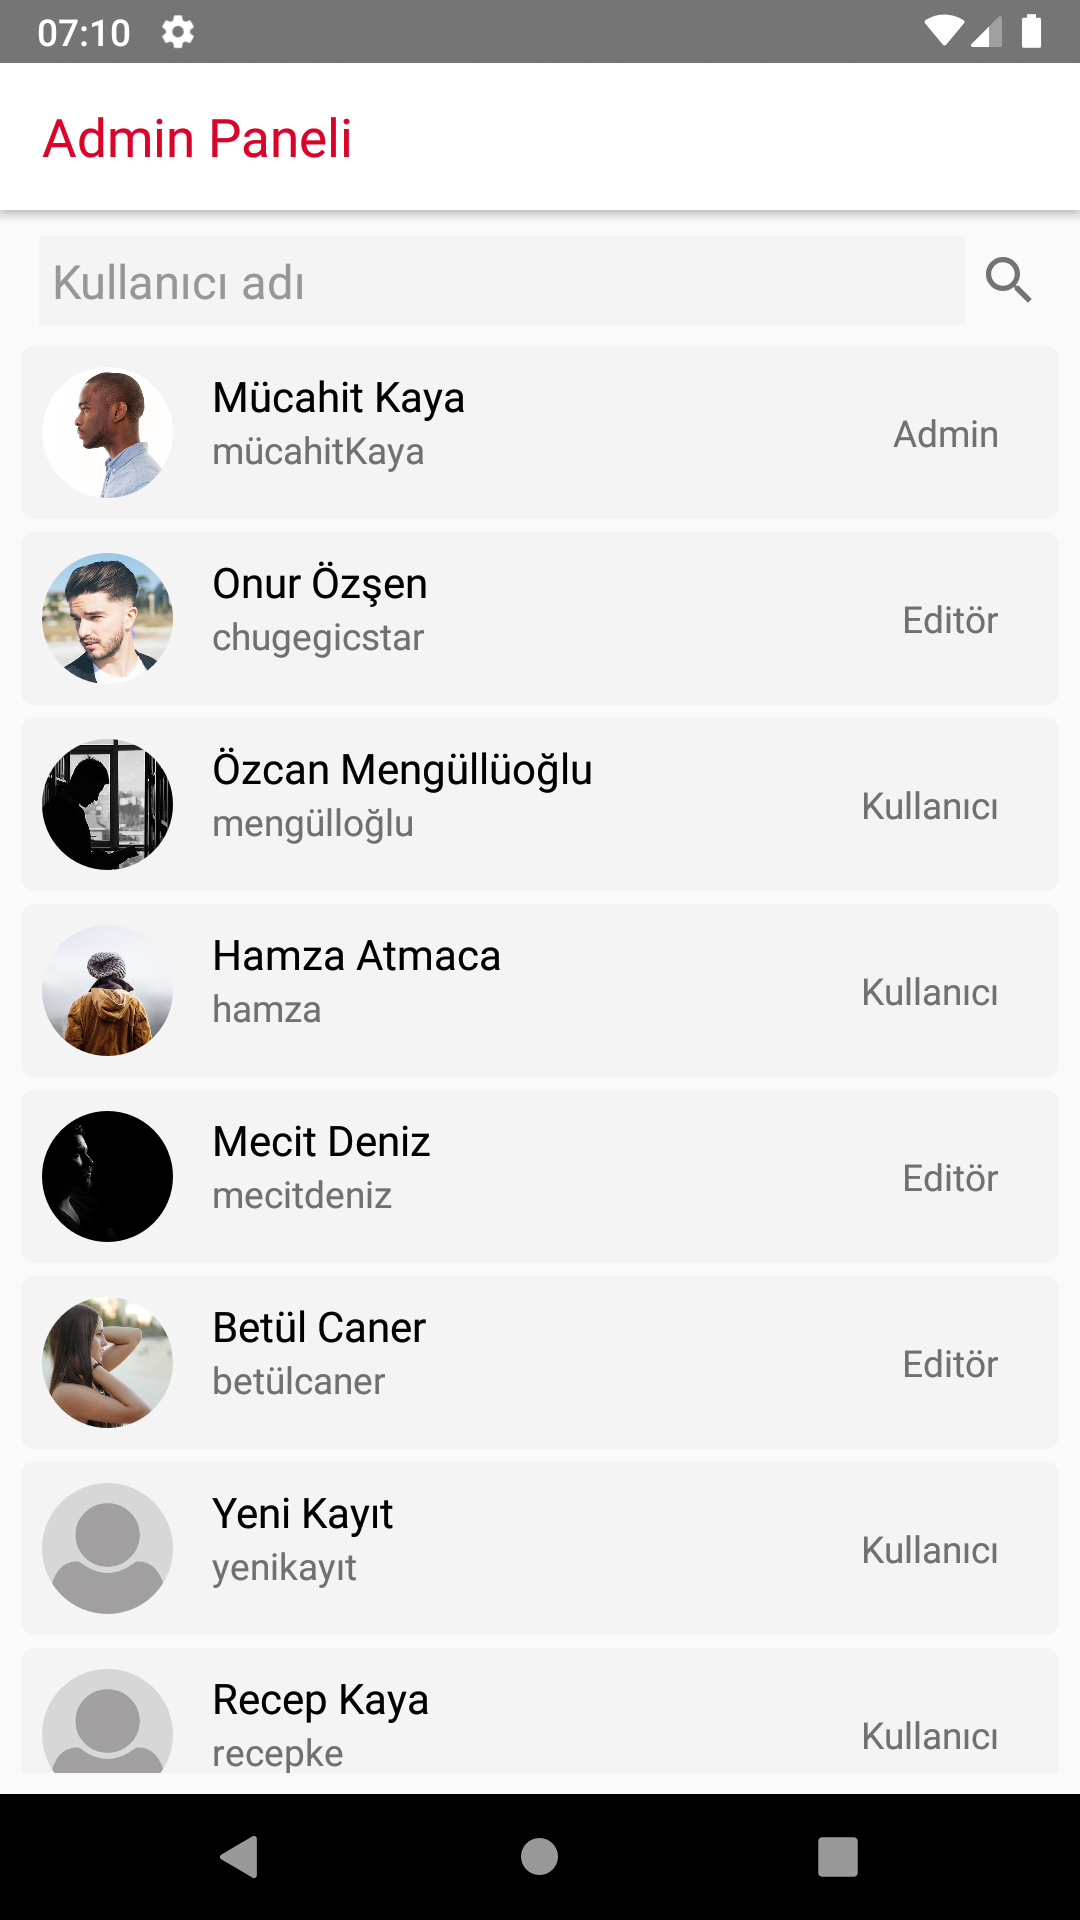 07:10
Admin Paneli
Kullanıcı adı
Mücahit Kaya
mücahitKaya
Admin
Onur Özşen
chugegicstar
Editör
Özcan Mengüllüoğlu
mengülloğlu
Kullanıcı
Hamza Atmaca
hamza
Kullanıcı
Mecit Deniz
mecitdeniz
Editör
Betül Caner
betülcaner
Editör
Yeni Kayıt
yenikayıt
Kullanıcı
Recep Kaya
recepke
Kullanıcı